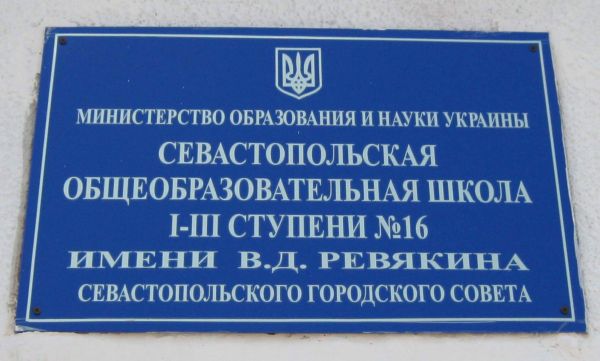 МИНИСТЕРСТВО ОБРАЗОВАНИЯ И НАУКИ УКРАИНЫ
СЕВАСТОПОЛЬСКАЯ
ОБЩЕОБРАЗОВАТЕЛЬНАЯ ШКОЛА
I-III СТУПЕНИ №16
ИМЕНИ В.Д. РЕВЯКИНА
СЕВАСТОПОЛЬСКОГО ГОРОДСКОГО СОВЕТА